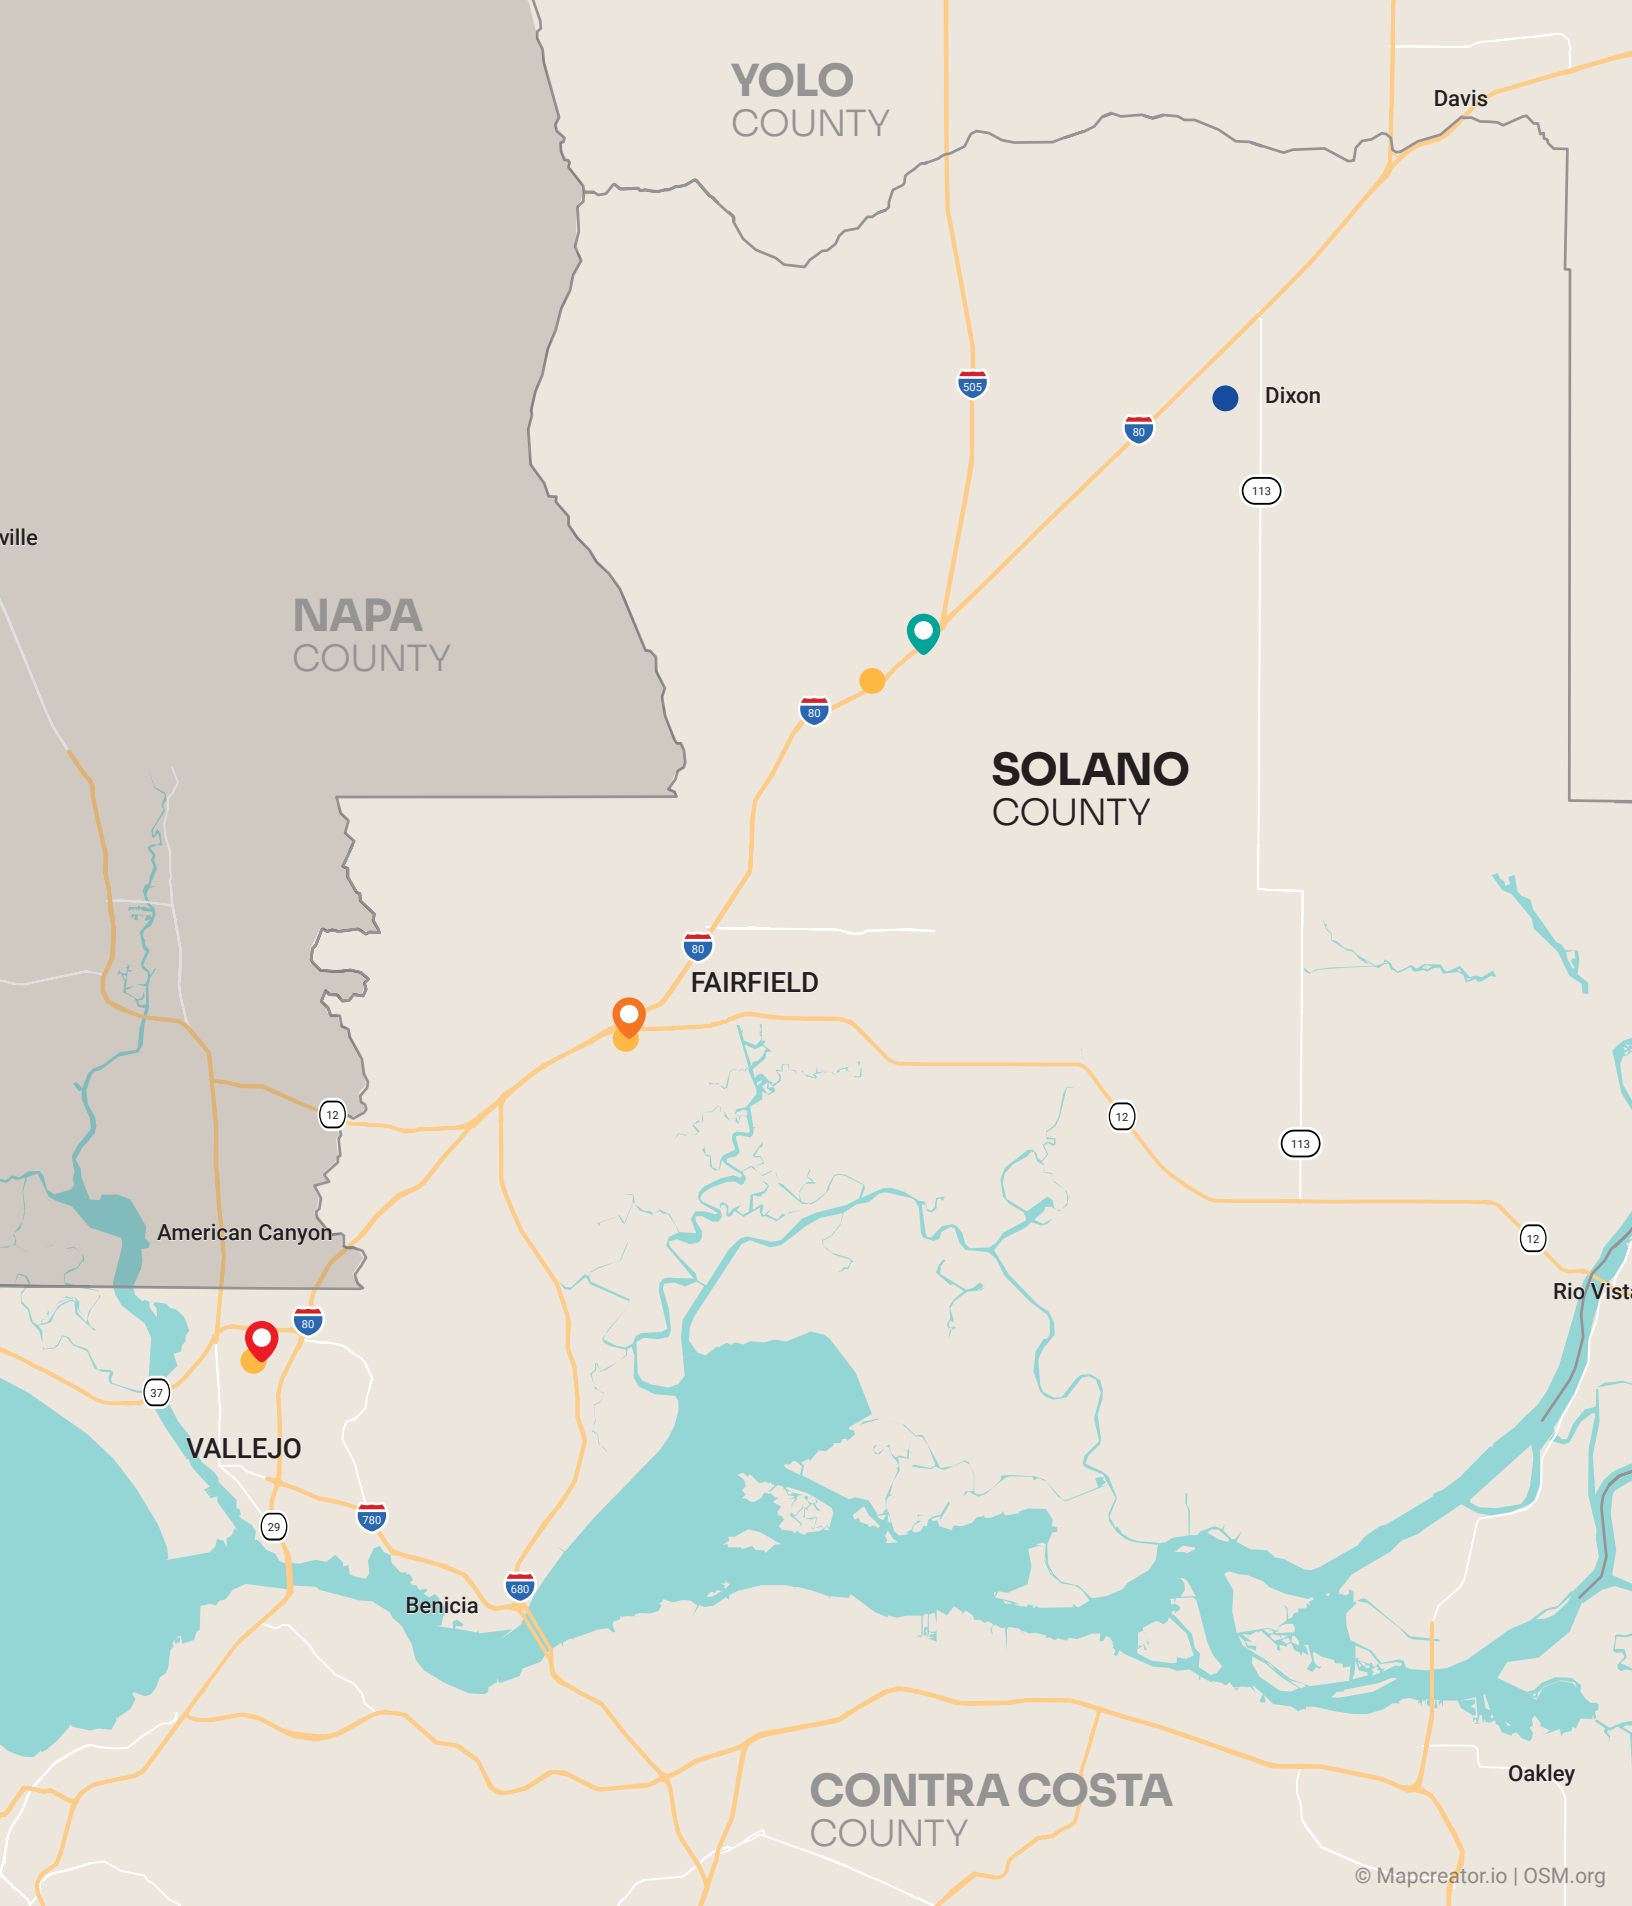 YOLO
COUNTY
Davis
505
Dixon
80
113
ville
NAPA
COUNTY
80
SOLANO
COUNTY
80
FAIRFIELD
12
12
113
American Canyon
12
Rio Vista
80
37
VALLEJO
780
29
680
Benicia
Oakley
CONTRA COSTA
COUNTY
© Mapcreator.io | OSM.org